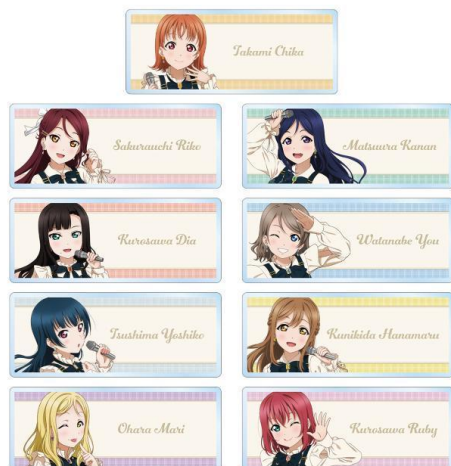 Takami Chika
Sakurauchi Riko
Matsuura Kanan
Kurosawa Dia
Watanabe You
Tsushima Yoshiko
Kunikida Hanamaru
Ohara Mari
Kurosawa Ruby